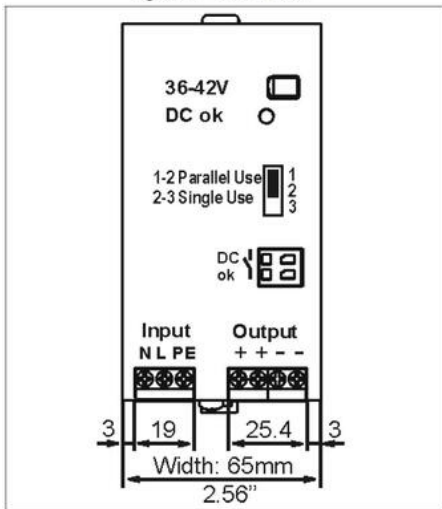 36-42V
DC ok
1-2 Parallel Use 1
2-3 Single Use 2
3
DC
ok
Input Output
N L PE + + - -
3 19 25.4 3
Width: 65mm
2.56"